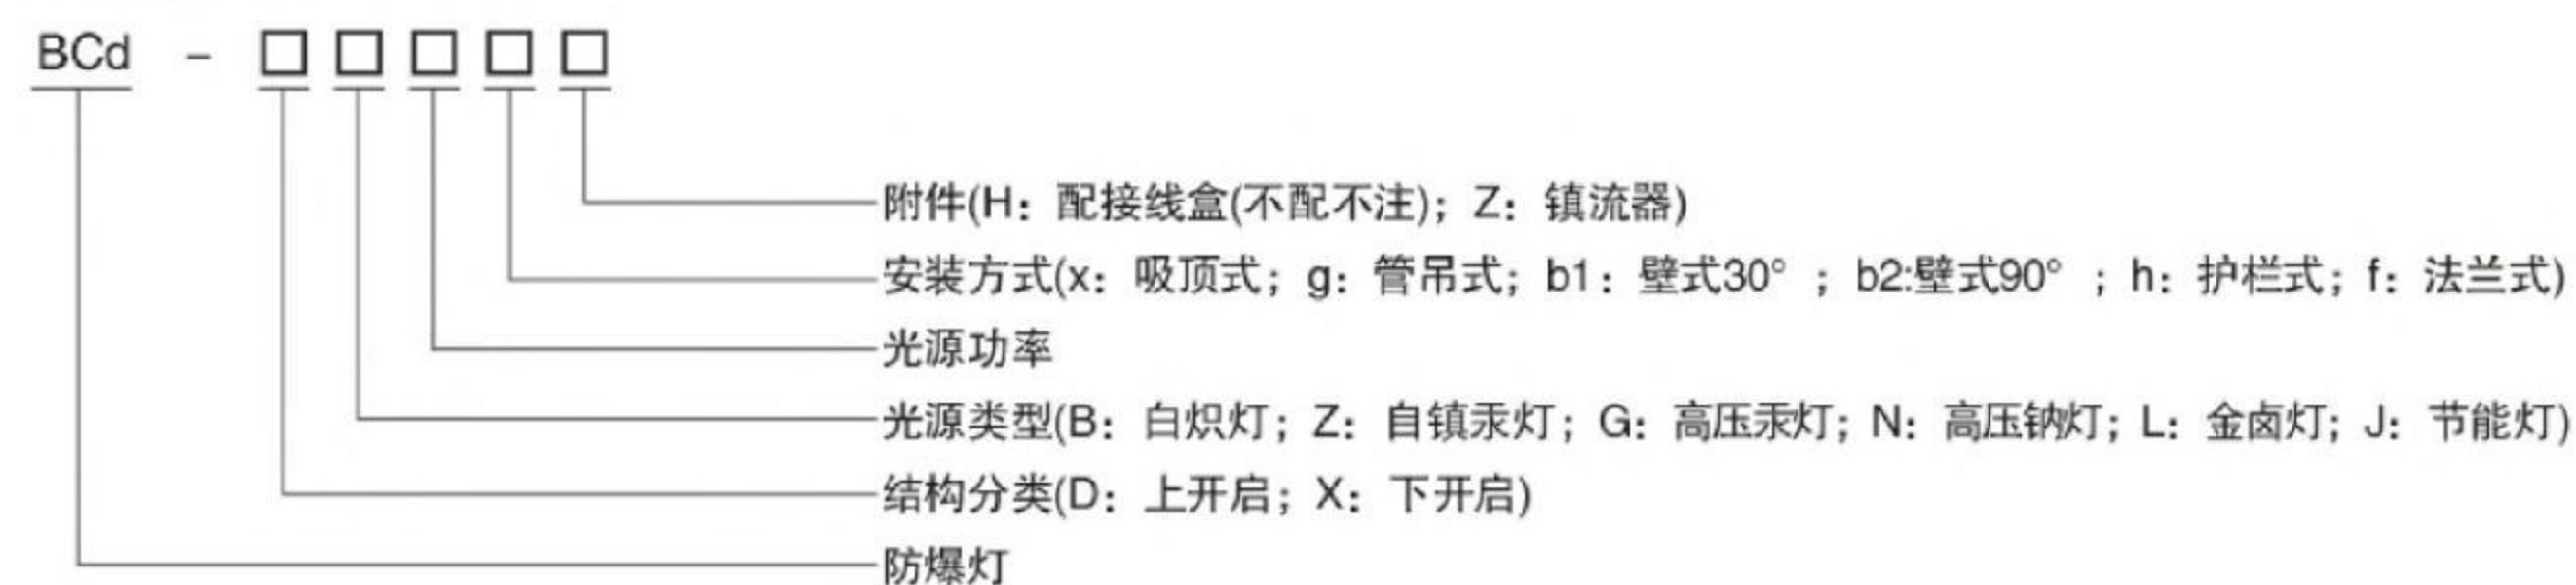 BCd - □ □ □ □ □
附件(H：配接线盒(不配不注)；Z：镇流器)
安装方式(x：吸顶式；g：管吊式；b1：壁式30°；b2:壁式90°；h：护栏式；f：法兰式)
光源功率
光源类型(B：白炽灯；Z：自镇汞灯；G：高压汞灯；N：高压钠灯；L：金卤灯；J：节能灯)
结构分类(D：上开启；X：下开启)
防爆灯